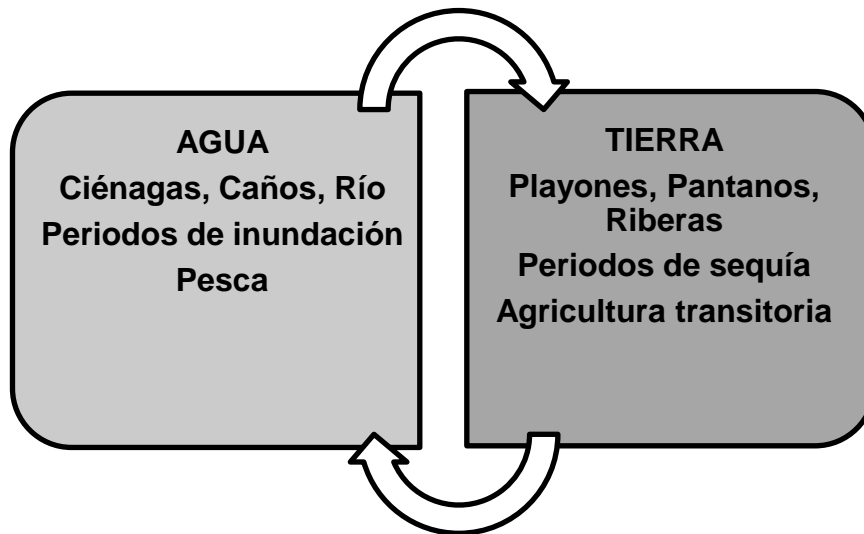 AGUA
Ciénagas, Caños, Río
Periodos de inundación
Pesca
TIERRA
Playones, Pantanos,
Riberas
Periodos de sequía
Agricultura transitoria